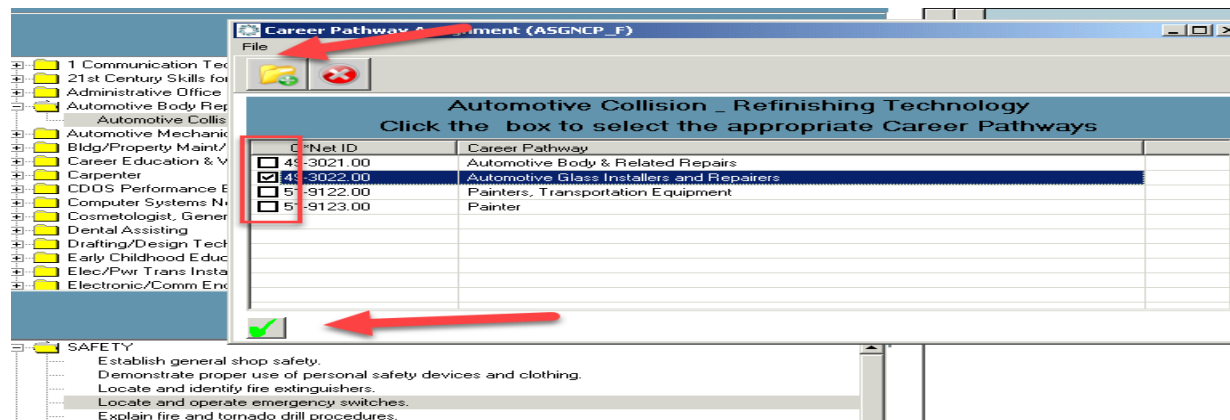 Career Pathway A  nment (ASGNCP_F)
File
1 Communication Tec
21st Century Skills for
Administrative Office
Automotive Body Rep
Automotive Collis
Automotive Mechanic
Bldg/Property Maint/
Career Education & V
Carpenter
CDOS Performance E
Computer Systems N
Cosmetologist, Gener
Dental Assisting
Drafting/Design Tech
Early Childhood Educ
Elec/Pwr Trans Insta
Electronic/Comm Eng
Automotive Collision _ Refinishing Technology
Click the box to select the appropriate Career Pathways
O*Net ID Career Pathway
49-3021.00 Automotive Body & Related Repairs
49-3022.00 Automotive Glass Installers and Repairers
51-9122.00 Painters, Transportation Equipment
51-9123.00 Painter
SAFETY
Establish general shop safety.
Demonstrate proper use of personal safety devices and clothing.
Locate and identify fire extinguishers.
Locate and operate emergency switches.
Explain fire and tornado drill procedures.